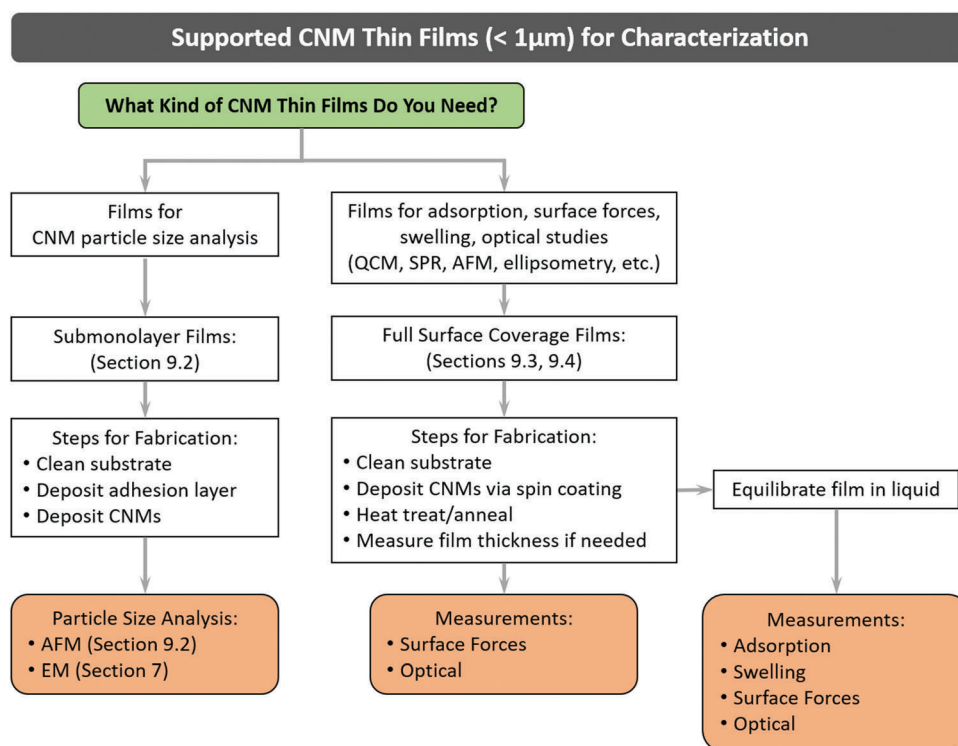 Supported CNM Thin Films (< 1µm) for Characterization
What Kind of CNM Thin Films Do You Need?
Films for
CNM particle size analysis
Films for adsorption, surface forces,
swelling, optical studies
(QCM, SPR, AFM, ellipsometry, etc.)
Submonolayer Films:
(Section 9.2)
Full Surface Coverage Films:
(Sections 9.3, 9.4)
Steps for Fabrication:
• Clean substrate
• Deposit adhesion layer
• Deposit CNMs
Steps for Fabrication:
• Clean substrate
• Deposit CNMs via spin coating
• Heat treat/anneal
• Measure film thickness if needed
Equilibrate film in liquid
Particle Size Analysis:
• AFM (Section 9.2)
• EM (Section 7)
Measurements:
• Surface Forces
• Optical
Measurements:
• Adsorption
• Swelling
• Surface Forces
• Optical